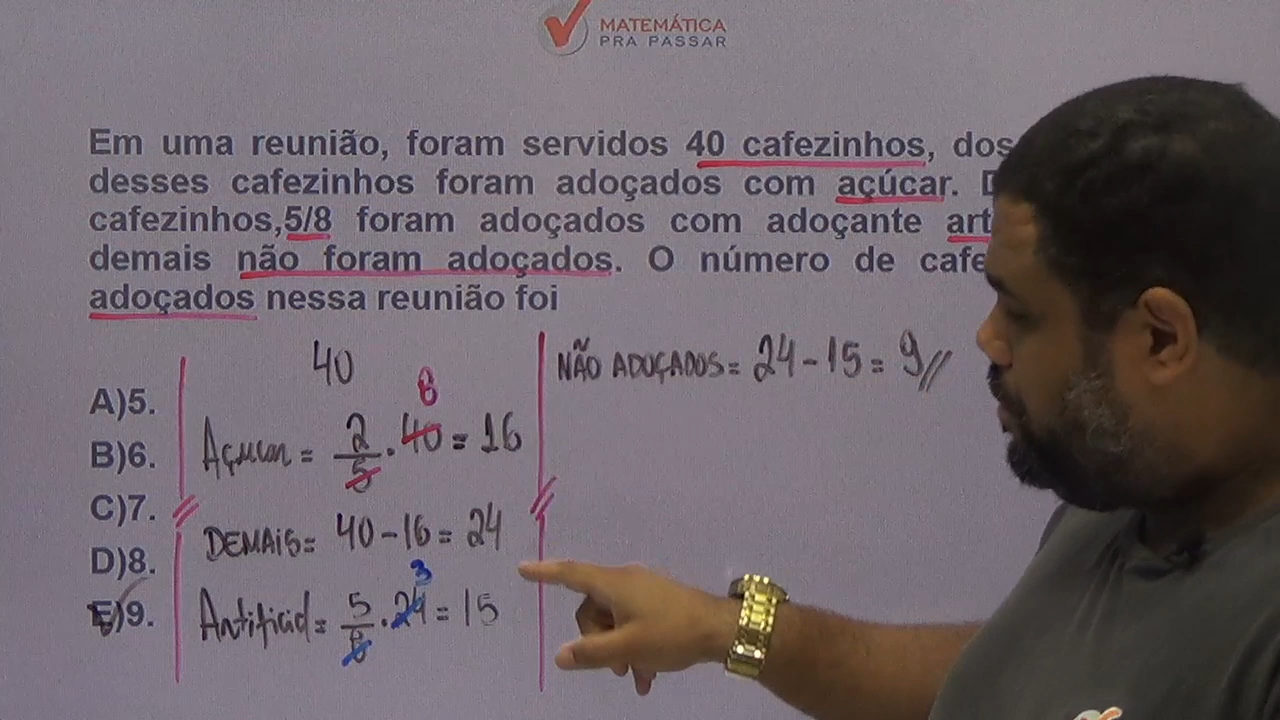 MATEMÁTICA
PRA PASSAR
Em uma reunião, foram servidos 40 cafezinhos, dos
desses cafezinhos foram adoçados com açúcar.
cafezinhos,5/8 foram adoçados com adoçante
demais não foram adoçados. O número de
adoçados nessa reunião foi
A)5.
B)6.
C)7.
D)8.
E)9.
40
8
Açucar = 2/5 . 40 = 16
DEMAIS = 40 - 16 = 24
3
Artificial = 5/8 . 24 = 15
NÃO ADOÇADOS = 24 - 15 = 9//